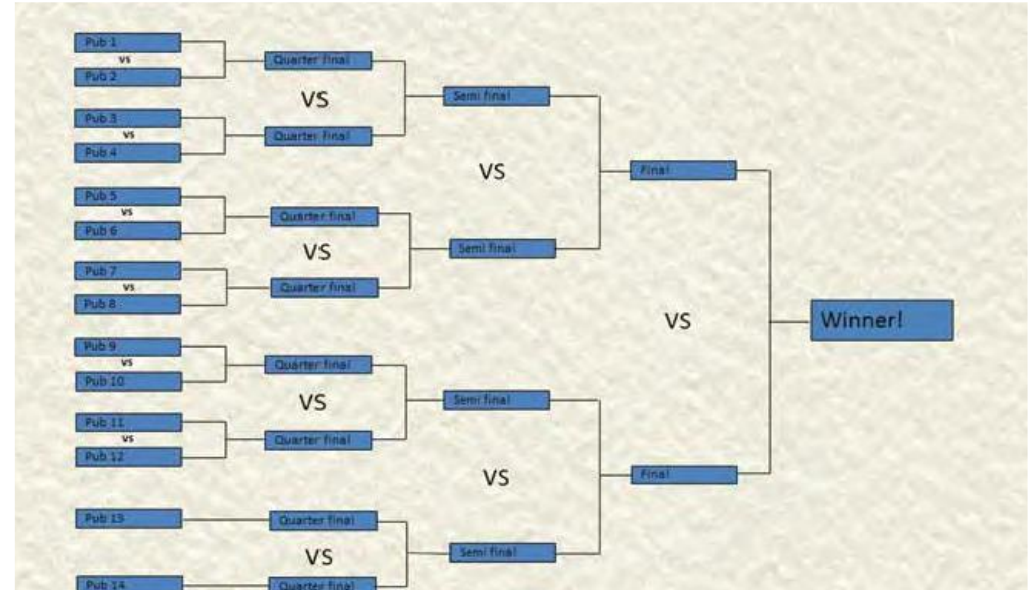 Pub 1
vs
Pub 2
Pub 3
vs
Pub 4
Pub 5
vs
Pub 6
Pub 7
vs
Pub 8
Pub 9
vs
Pub 10
Pub 11
vs
Pub 12
Pub 13
Pub 14
Quarter final
VS
Quarter final
Quarter final
VS
Quarter final
Quarter final
VS
Quarter final
Quarter final
VS
Quarter final
Semi final
VS
Semi final
Semi final
VS
Semi final
Final
VS
Final
Winner!